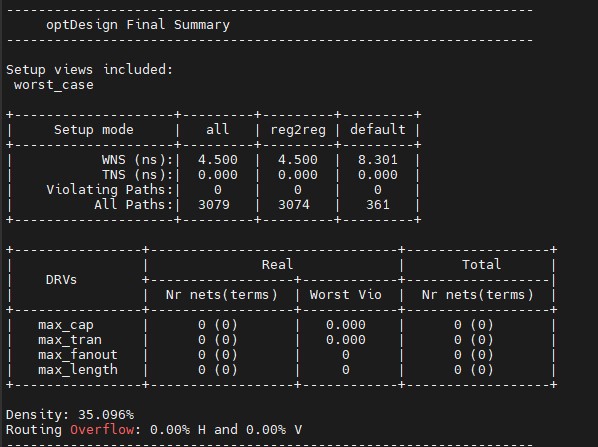 ------------------------------------------------------------------
     optDesign Final Summary
------------------------------------------------------------------

Setup views included:
 worst_case

+--------------------+---------+---------+---------+
|     Setup mode     |   all   | reg2reg | default |
+--------------------+---------+---------+---------+
|           WNS (ns):|  4.500  |  4.500  |  8.301  |
|           TNS (ns):|  0.000  |  0.000  |  0.000  |
|    Violating Paths:|    0    |    0    |    0    |
|          All Paths:|  3079   |  3074   |   361   |
+--------------------+---------+---------+---------+

+----------------+-------------------------------+------------------+
|                |              Real             |       Total      |
|    DRVs        +------------------+------------+------------------|
|                |  Nr nets(terms)  | Worst Vio  |  Nr nets(terms)  |
+----------------+------------------+------------+------------------+
|   max_cap      |      0 (0)       |   0.000    |      0 (0)       |
|   max_tran     |      0 (0)       |   0.000    |      0 (0)       |
|   max_fanout   |      0 (0)       |     0      |      0 (0)       |
|   max_length   |      0 (0)       |     0      |      0 (0)       |
+----------------+------------------+------------+------------------+

Density: 35.096%
Routing Overflow: 0.00% H and 0.00% V
------------------------------------------------------------------